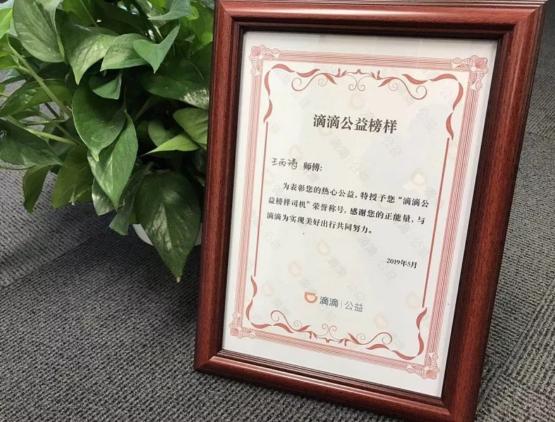 滴滴公益榜样
王丙鸿 师傅:
为表彰您的热心公益，特授予您“滴滴公
益榜样司机”荣誉称号，感谢您的正能量，与
滴滴为实现美好出行共同努力。
2019年5月
滴滴|公益